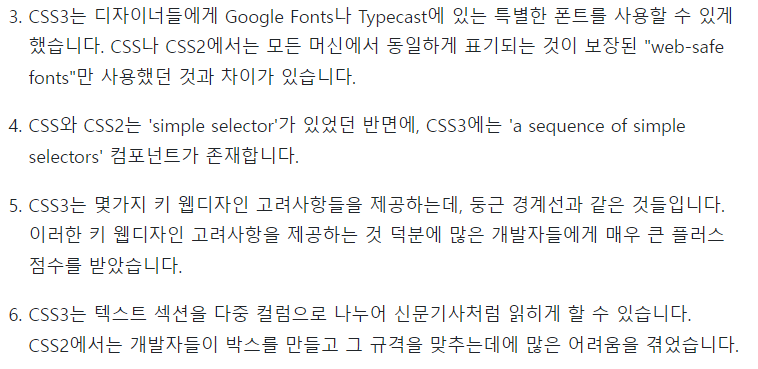 3. CSS3는 디자이너들에게 Google Fonts나 Typecast에 있는 특별한 폰트를 사용할 수 있게
했습니다. CSS나 CSS2에서는 모든 머신에서 동일하게 표기되는 것이 보장된 "web-safe
fonts"만 사용했던 것과 차이가 있습니다.
4. CSS와 CSS2는 'simple selector'가 있었던 반면에, CSS3에는 'a sequence of simple
selectors' 컴포넌트가 존재합니다.
5. CSS3는 몇가지 키 웹디자인 고려사항들을 제공하는데, 둥근 경계선과 같은 것들입니다.
이러한 키 웹디자인 고려사항을 제공하는 것 덕분에 많은 개발자들에게 매우 큰 플러스
점수를 받았습니다.
6. CSS3는 텍스트 섹션을 다중 컬럼으로 나누어 신문기사처럼 읽히게 할 수 있습니다.
CSS2에서는 개발자들이 박스를 만들고 그 규격을 맞추는데에 많은 어려움을 겪었습니다.